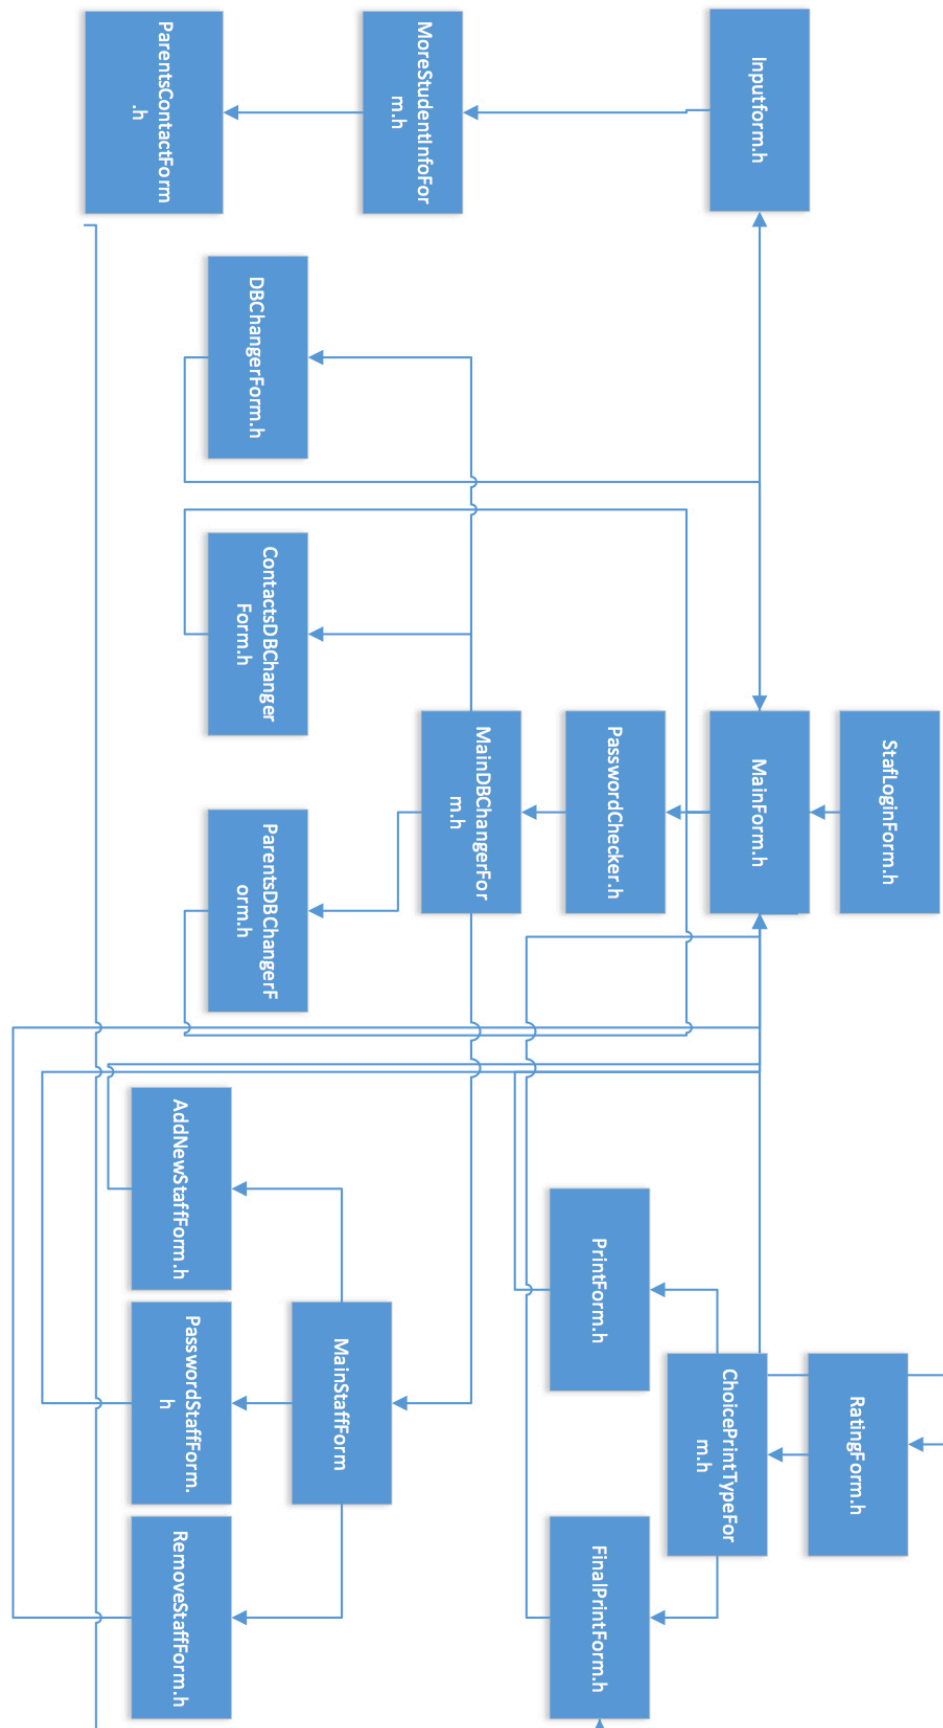 StafLoginForm.h
Inputform.h
MainForm.h
RatingForm.h
PasswordChecker.h
ChoicePrintTypeFor
m.h
MoreStudentInfoFor
m.h
MainDBChangerFor
m.h
PrintForm.h
FinalPrintForm.h
ParentsContactForm
.h
DBChangerForm.h
ContactsDBChanger
Form.h
ParentsDBChangerF
orm.h
MainStaffForm
AddNewStaffForm.h
PasswordStaffForm.
h
RemoveStaffForm.h